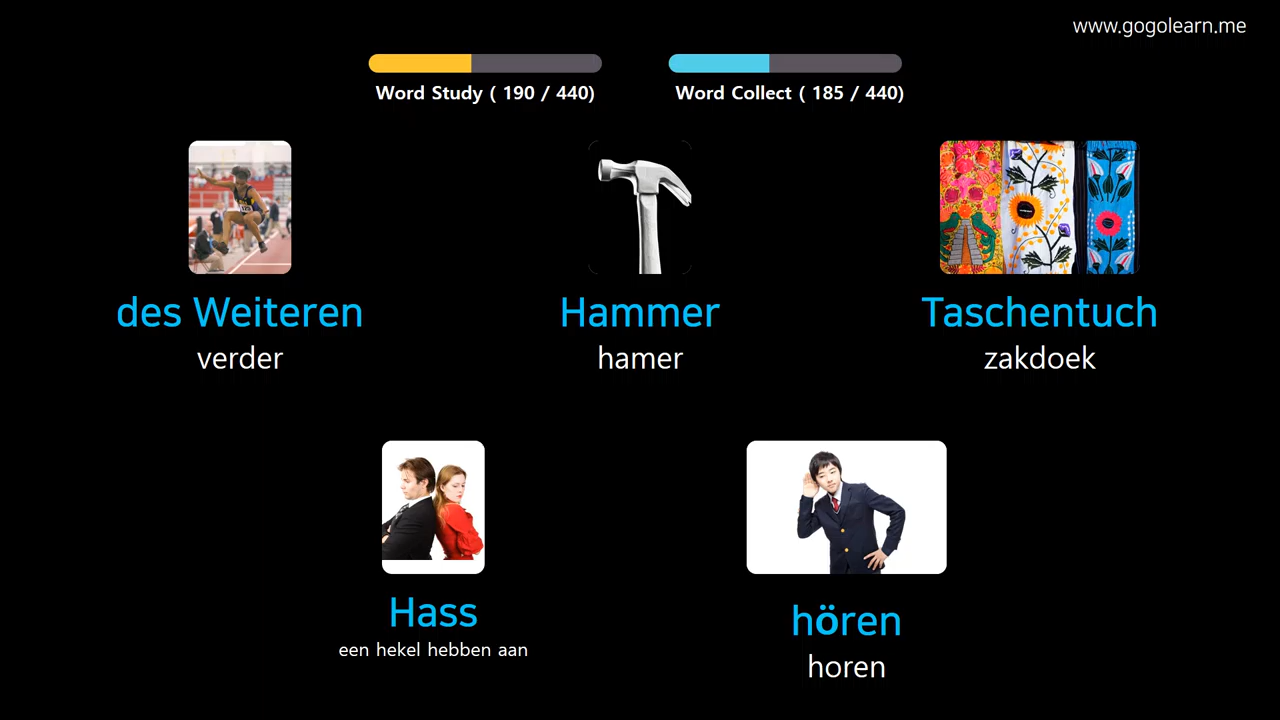 www.gogolearn.me
Word Study ( 190 / 440)
Word Collect ( 185 / 440)
des Weiteren
verder
Hammer
hamer
Taschentuch
zakdoek
Hass
een hekel hebben aan
hören
horen